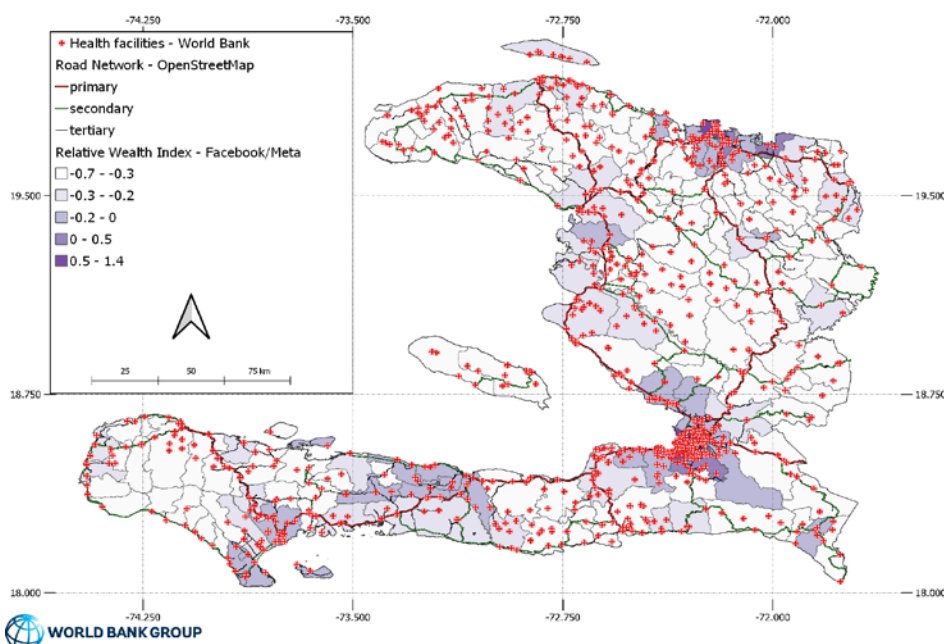 -74.250 -73.500 -72.750 -72.000
Health facilities - World Bank
Road Network - OpenStreetMap
primary
secondary
tertiary
Relative Wealth Index - Facebook/Meta
-0.7 - -0.3
-0.3 - -0.2
-0.2 - 0
0 - 0.5
0.5 - 1.4
25 50 75 km
19.500 19.500
18.750 18.750
18.000 18.000
-74.250 -73.500 -72.750 -72.000
WORLD BANK GROUP